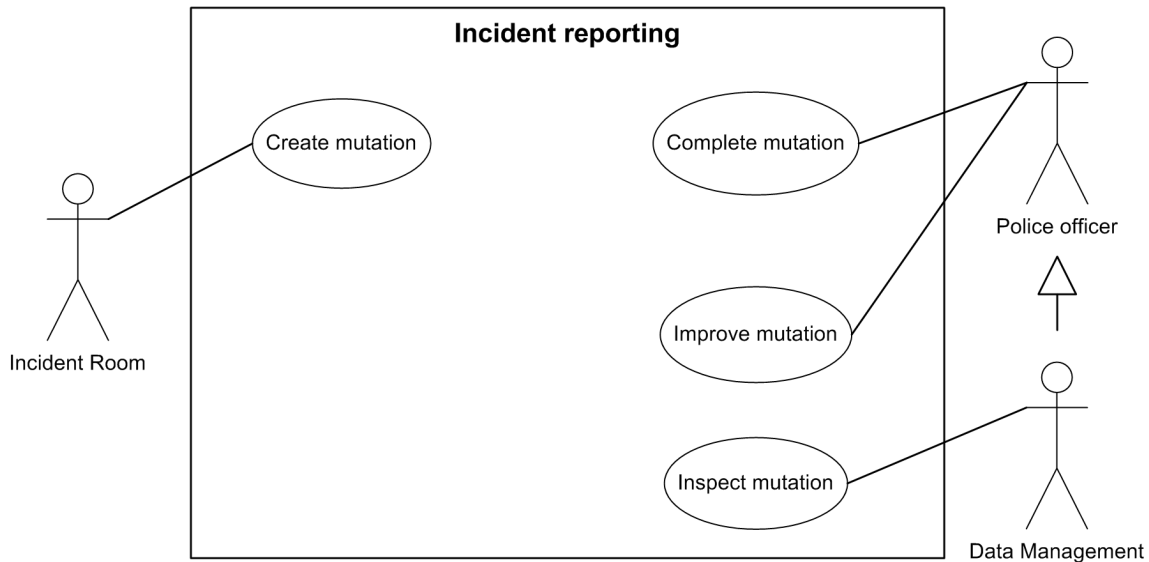 Incident reporting
Create mutation
Complete mutation
Police officer
Improve mutation
Incident Room
Inspect mutation
Data Management